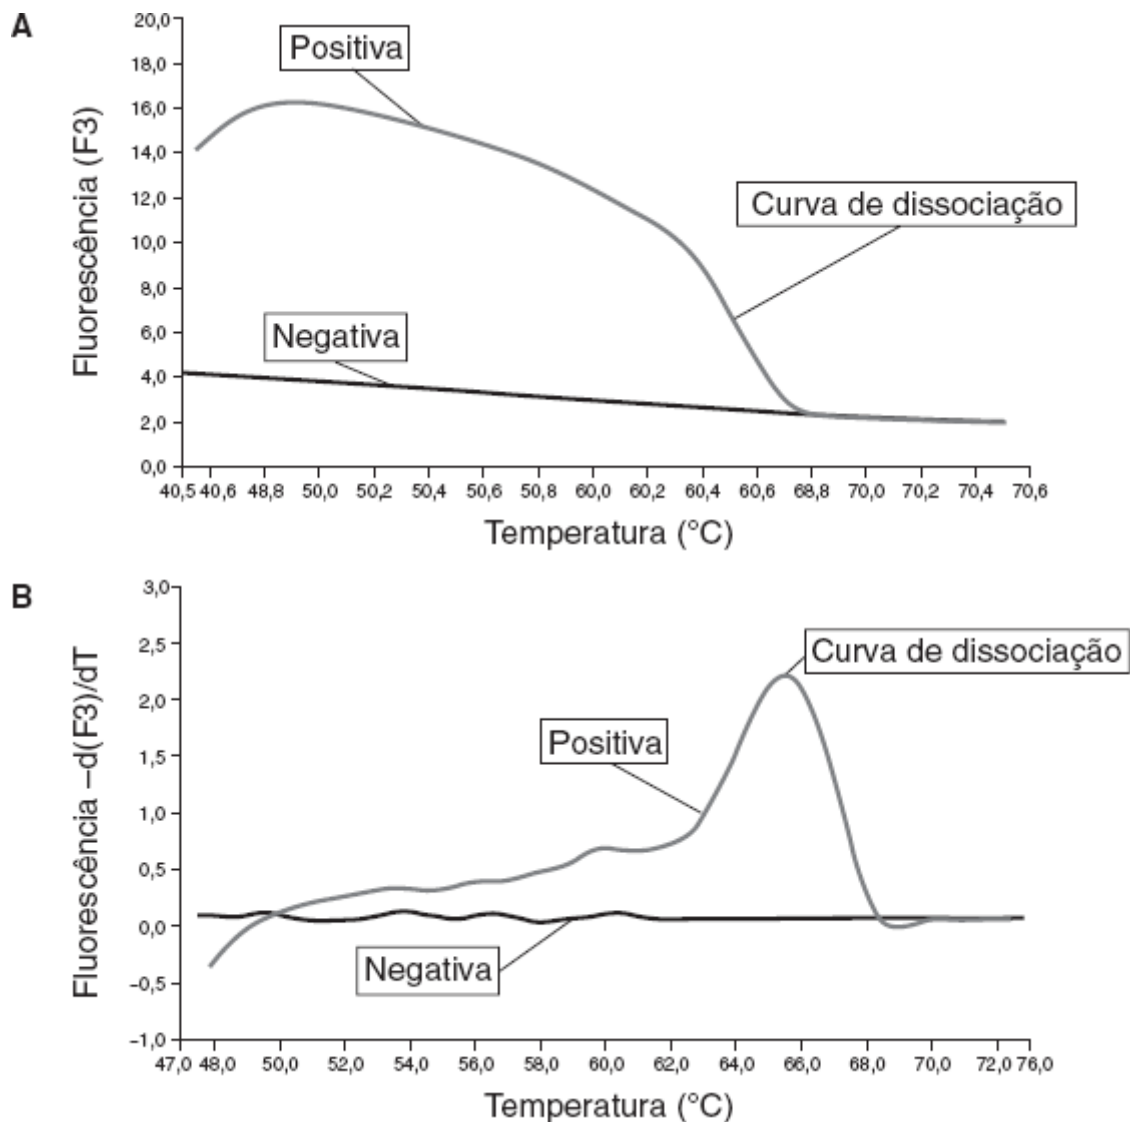 A
Fluorescência (F3)
20,0
18,0
16,0
14,0
12,0
10,0
8,0
6,0
4,0
2,0
0,0
Positiva
Curva de dissociação
Negativa
40,5 40,6 48,8 50,0 50,2 50,4 50,6 50,8 60,0 60,2 60,4 60,6 68,8 70,0 70,2 70,4 70,6
Temperatura (°C)
B
Fluorescência –d(F3)/dT
3,0
2,5
2,0
1,5
1,0
0,5
0,0
–0,5
–1,0
Curva de dissociação
Positiva
Negativa
47,0 48,0 50,0 52,0 54,0 56,0 58,0 60,0 62,0 64,0 66,0 68,0 70,0 72,0 76,0
Temperatura (°C)